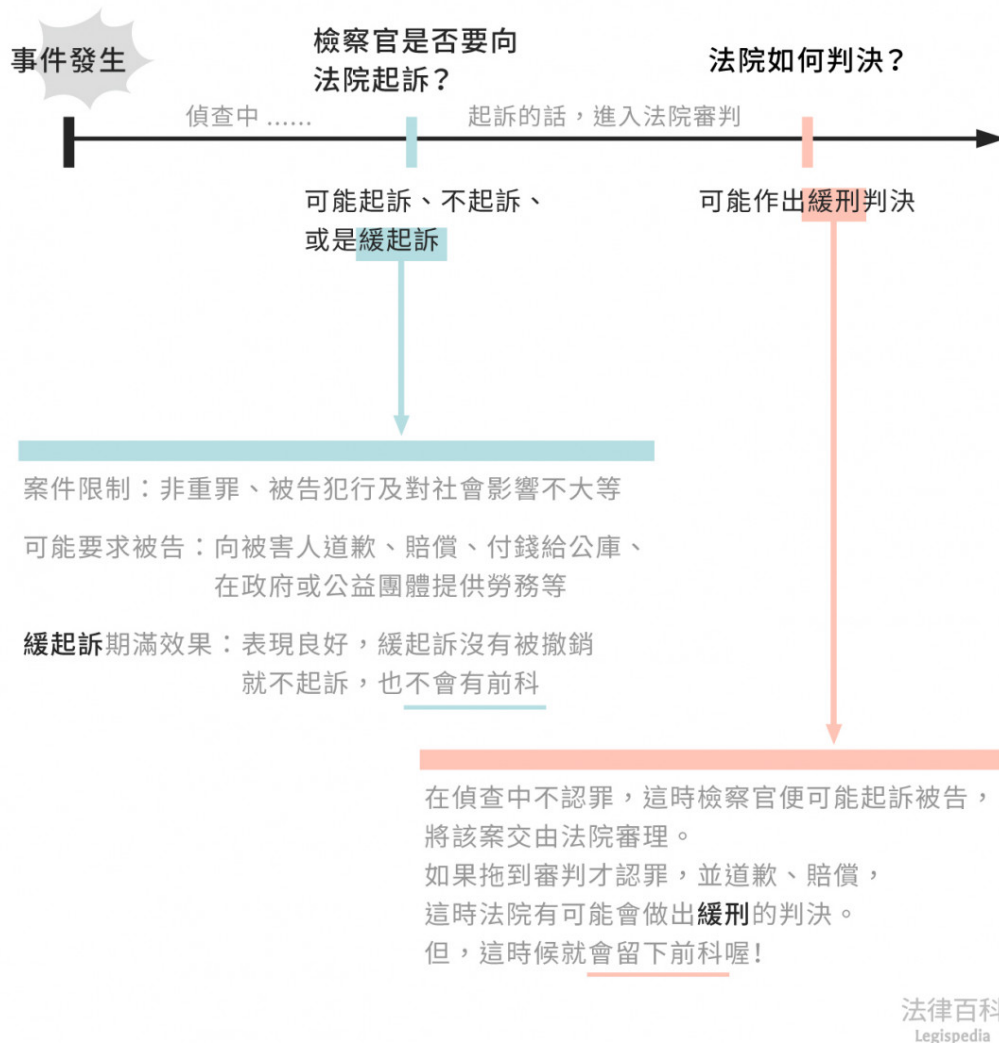 事件發生
檢察官是否要向
法院起訴?
法院如何判決?
偵查中 ......
起訴的話,進入法院審判
可能起訴、不起訴、
或是緩起訴
可能作出緩刑判決
案件限制:非重罪、被告犯行及對社會影響不大等
可能要求被告:向被害人道歉、賠償、付錢給公庫、
在政府或公益團體提供勞務等
緩起訴期滿效果:表現良好,緩起訴沒有被撤銷
就不起訴,也不會有前科
在偵查中不認罪,這時檢察官便可能起訴被告,
將該案交由法院審理。
如果拖到審判才認罪,並道歉、賠償,
這時法院有可能會做出緩刑的判決。
但,這時候就會留下前科喔!
法律百科
Legispedia